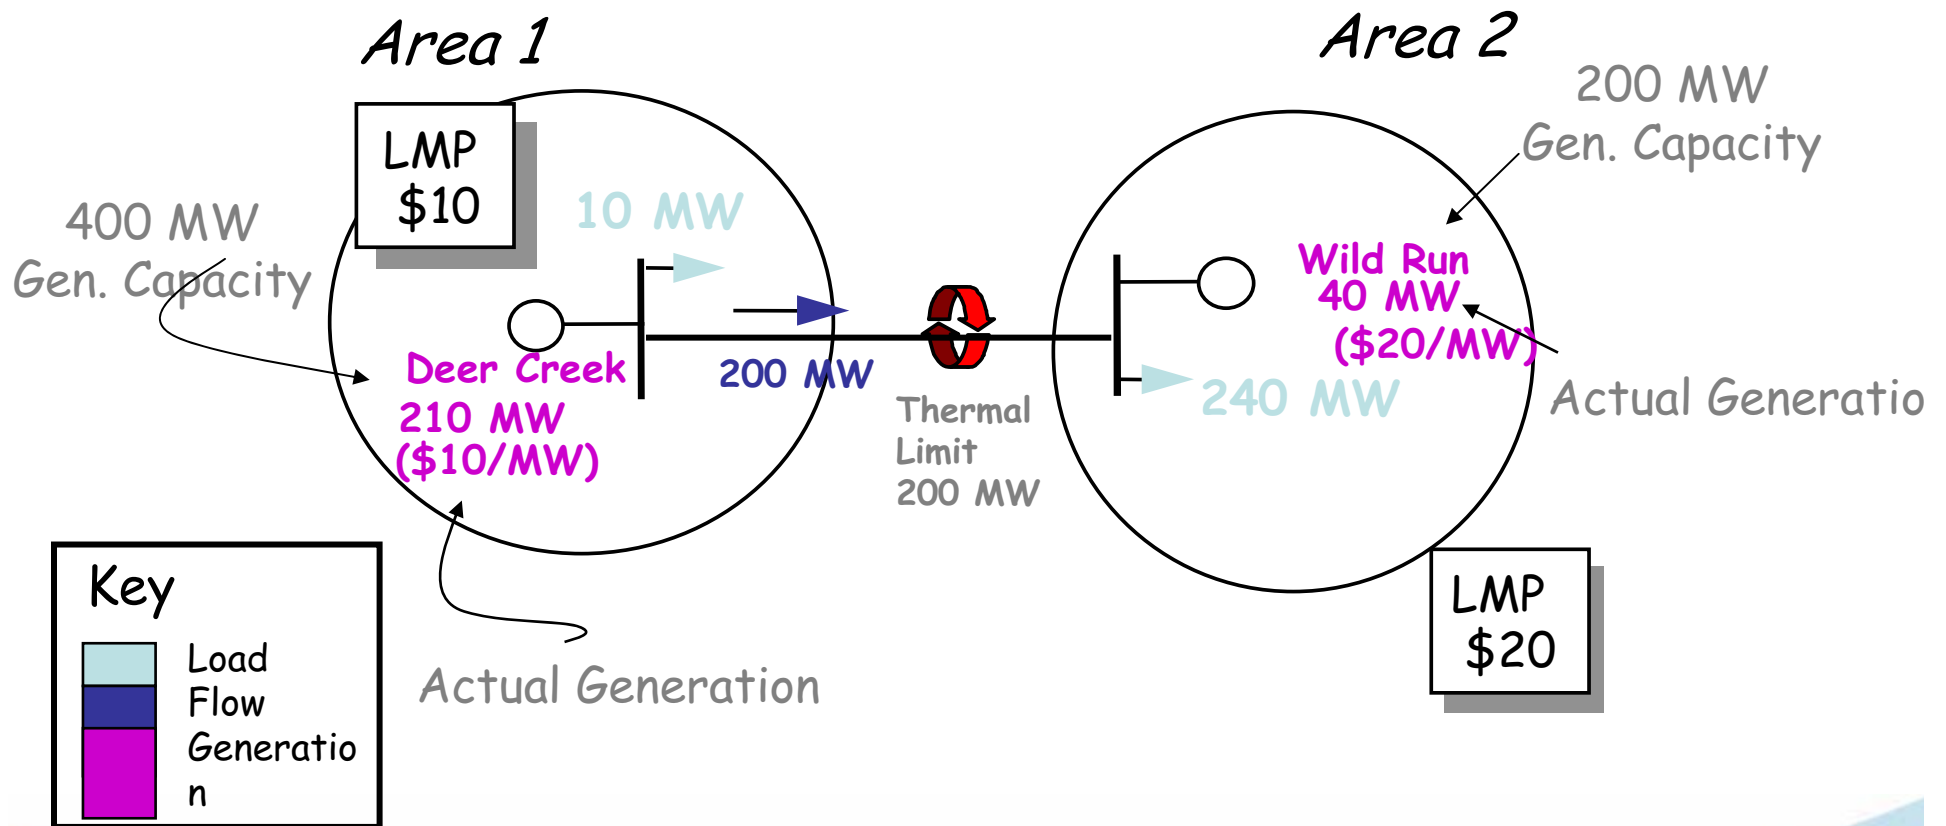 Area 1
Area 2
200 MW
Gen. Capacity
LMP
$10
400 MW
Gen. Capacity
10 MW
Wild Run
40 MW
($20/MW)
Deer Creek
210 MW
($10/MW)
200 MW
Thermal
Limit
200 MW
240 MW
Actual Generatio
LMP
$20
Actual Generation
Key
Load
Flow
Generatio
n